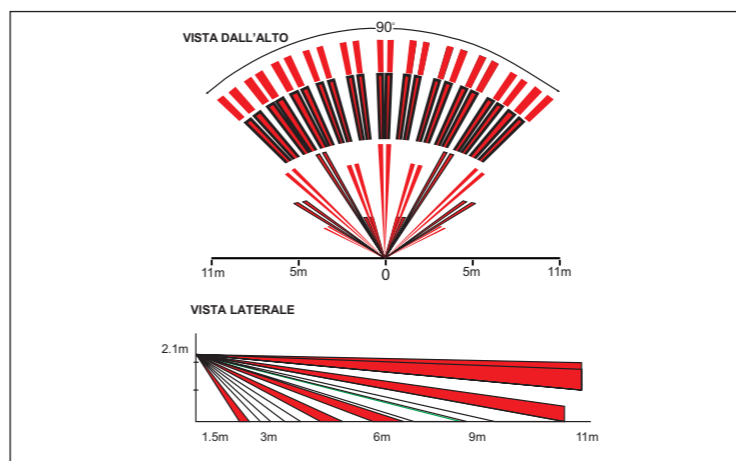 VISTA DALL'ALTO
90°
11m 5m 0 5m 11m
VISTA LATERALE
2.1m
1.5m 3m 6m 9m 11m